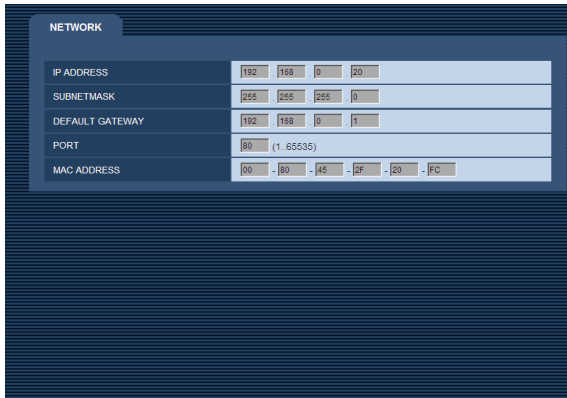 NETWORK
IP ADDRESS 192 . 168 . 0 . 20
SUBNETMASK 255 . 255 . 255 . 0
DEFAULT GATEWAY 192 . 168 . 0 . 1
PORT 80 (1..65535)
MAC ADDRESS 00 - 80 - 45 - 2F - 20 - FC